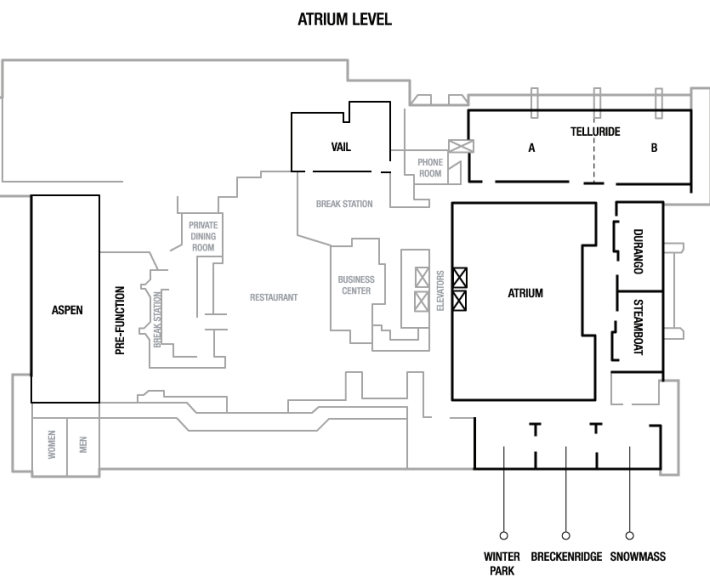 ATRIUM LEVEL
VAIL
TELLURIDE
A
B
PHONE
ROOM
BREAK STATION
PRIVATE
DINING
ROOM
DURANGO
BUSINESS
CENTER
ELEVATORS
RESTAURANT
ATRIUM
ASPEN
PRE-FUNCTION
BREAK STATION
STEAMBOAT
WOMEN
MEN
WINTER
PARK
BRECKENRIDGE
SNOWMASS